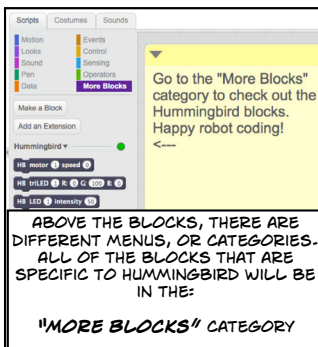 Scripts Costumes Sounds
Motion Events
Looks Control
Sound Sensing
Pen Operators
Data More Blocks
Make a Block
Add an Extension
Hummingbird
HB motor 1 speed 0
HB triLED 1 R: 0 G: 100 B: 0
HB LED 1 intensity 50
Go to the "More Blocks"
category to check out the
Hummingbird blocks.
Happy robot coding!
<---
ABOVE THE BLOCKS, THERE ARE
DIFFERENT MENUS, OR CATEGORIES.
ALL OF THE BLOCKS THAT ARE
SPECIFIC TO HUMMINGBIRD WILL BE
IN THE:
"MORE BLOCKS" CATEGORY